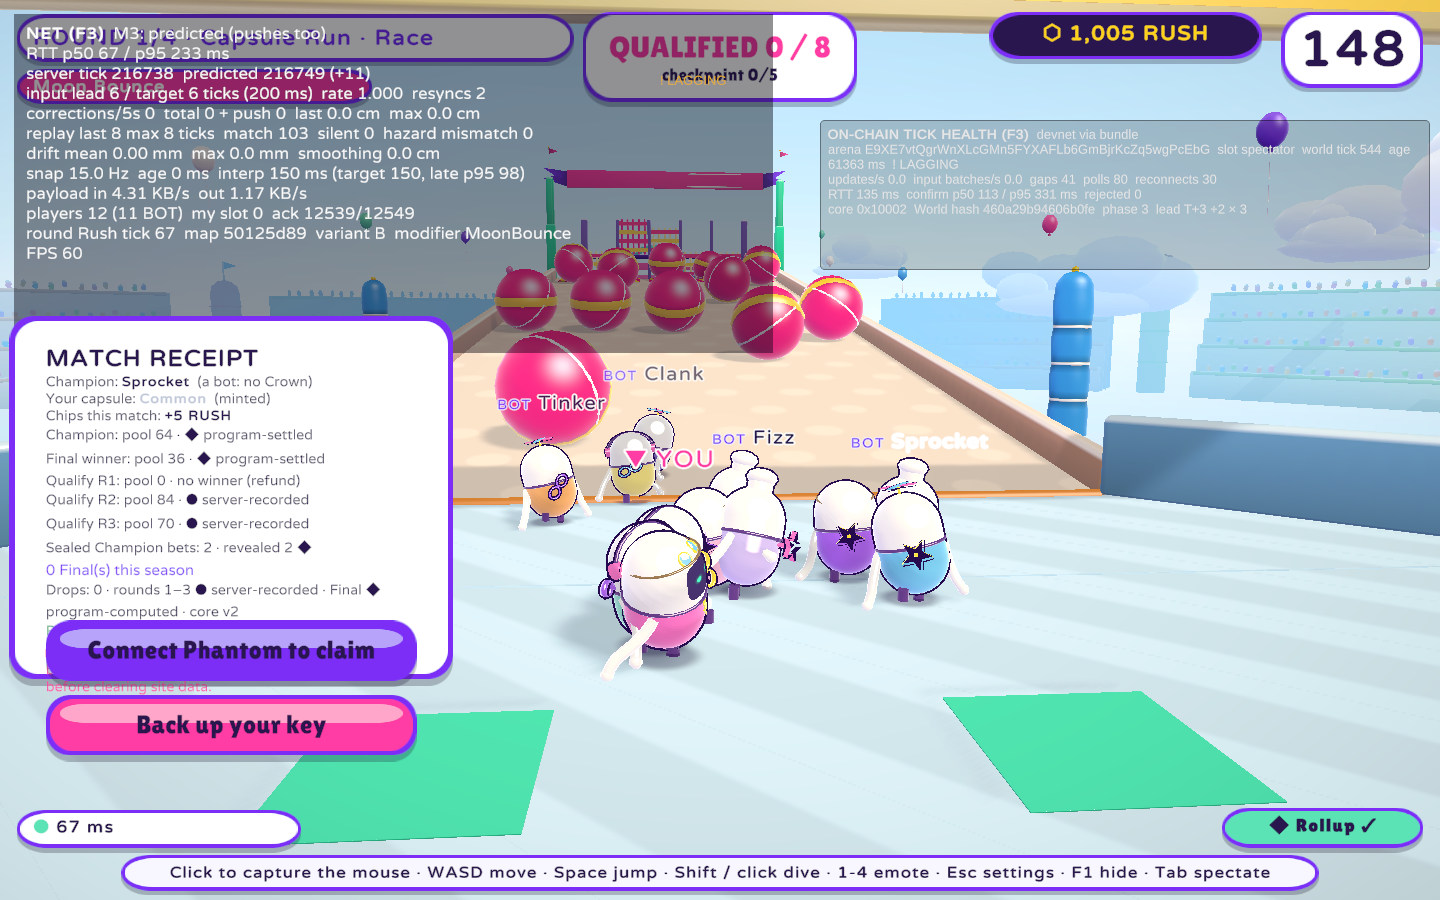 ROUND 1/4 · Capsule Run · Race
Moon Bounce
NET (F3) M3: predicted (pushes too)
RTT p50 67 / p95 233 ms
server tick 216738 predicted 216749 (+11)
input lead 6 / target 6 ticks (200 ms) rate 1.000 resyncs 2
corrections/5s 0 total 0 + push 0 last 0.0 cm max 0.0 cm
replay last 8 max 8 ticks match 103 silent 0 hazard mismatch 0
drift mean 0.00 mm max 0.0 mm smoothing 0.0 cm
snap 15.0 Hz age 0 ms interp 150 ms (target 150, late p95 98)
payload in 4.31 KB/s out 1.17 KB/s
players 12 (11 BOT) my slot 0 ack 12539/12549
round Rush tick 67 map 50125d89 variant B modifier MoonBounce
FPS 60
QUALIFIED 0 / 8
checkpoint 0/5
! LAGGING
1,005 RUSH
148
ON-CHAIN TICK HEALTH (F3) devnet via bundle
arena E9XE7vtQgrWnXLcGMn5FYXAFLb6GmBjrKcZq5wgPcEbG slot spectator world tick 544 age
61363 ms ! LAGGING
updates/s 0.0 input batches/s 0.0 gaps 41 polls 80 reconnects 30
RTT 135 ms confirm p50 113 / p95 331 ms rejected 0
core 0x10002 World hash 460a29b94606b0fe phase 3 lead T+3 +2 × 3
BOT Clank
BOT Tinker
BOT Fizz
BOT Sprocket
YOU
MATCH RECEIPT
Champion: Sprocket (a bot: no Crown)
Your capsule: Common (minted)
Chips this match: +5 RUSH
Champion: pool 64 · ◆ program-settled
Final winner: pool 36 · ◆ program-settled
Qualify R1: pool 0 · no winner (refund)
Qualify R2: pool 84 · ● server-recorded
Qualify R3: pool 70 · ● server-recorded
Sealed Champion bets: 2 · revealed 2 ◆
0 Final(s) this season
Drops: 0 · rounds 1–3 ● server-recorded · Final ◆
program-computed · core v2
Connect Phantom to claim
before clearing site data.
Back up your key
67 ms
◆ Rollup ✓
Click to capture the mouse · WASD move · Space jump · Shift / click dive · 1-4 emote · Esc settings · F1 hide · Tab spectate